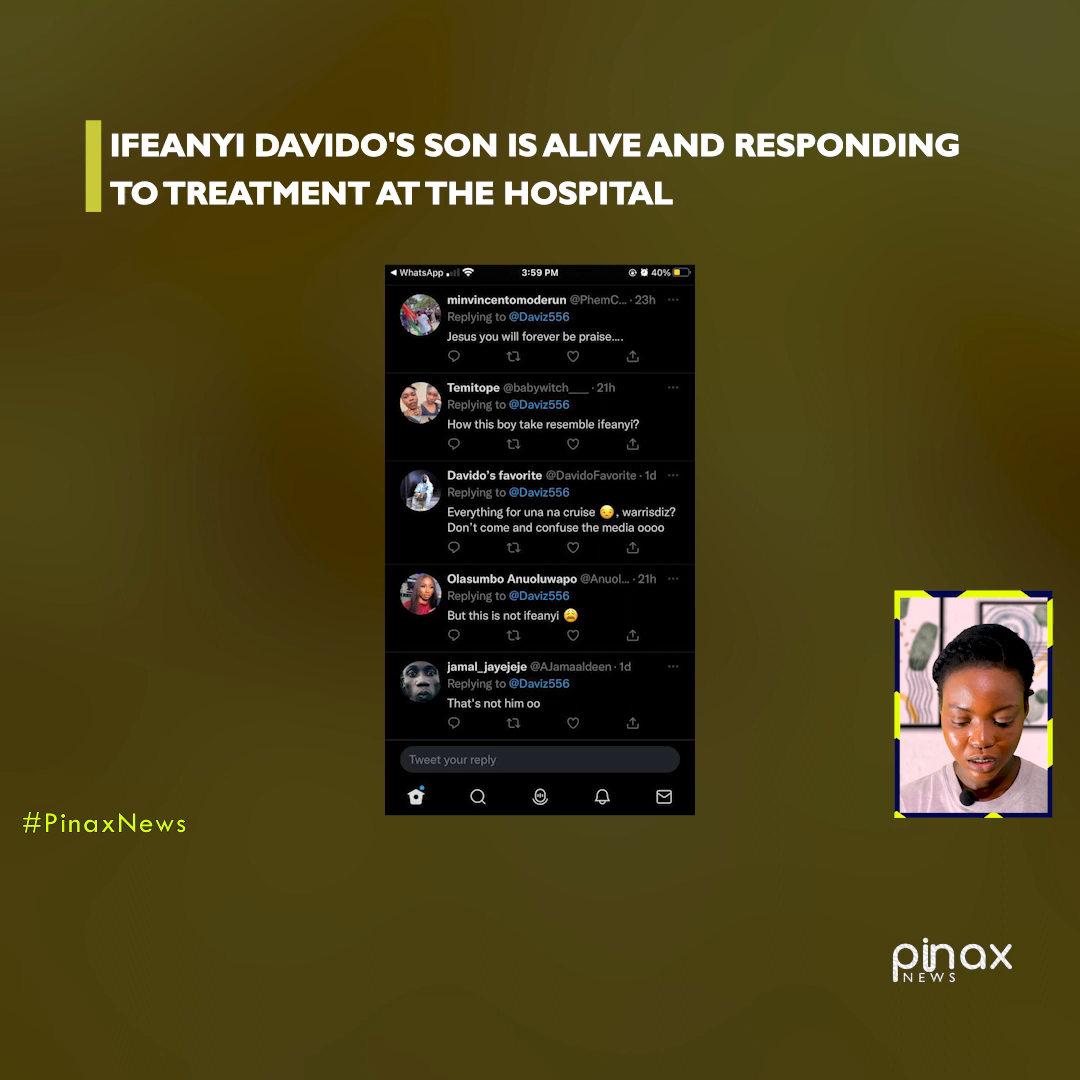 IFEANYI DAVIDO'S SON IS ALIVE AND RESPONDING
TO TREATMENT AT THE HOSPITAL
◀ WhatsApp 3:59 PM 40%
minvincentomoderun @PhemC... · 23h ...
Replying to @Daviz556
Jesus you will forever be praise....
Temitope @babywitch___ · 21h ...
Replying to @Daviz556
How this boy take resemble ifeanyi?
Davido's favorite @DavidoFavorite · 1d ...
Replying to @Daviz556
Everything for una na cruise 😒, warrisdiz?
Don't come and confuse the media oooo
Olasumbo Anuoluwapo @Anuol... · 21h ...
Replying to @Daviz556
But this is not ifeanyi 😩
jamal_jayejeje @AJamaaldeen · 1d ...
Replying to @Daviz556
That's not him oo
Tweet your reply
#PinaxNews
pinax
NEWS